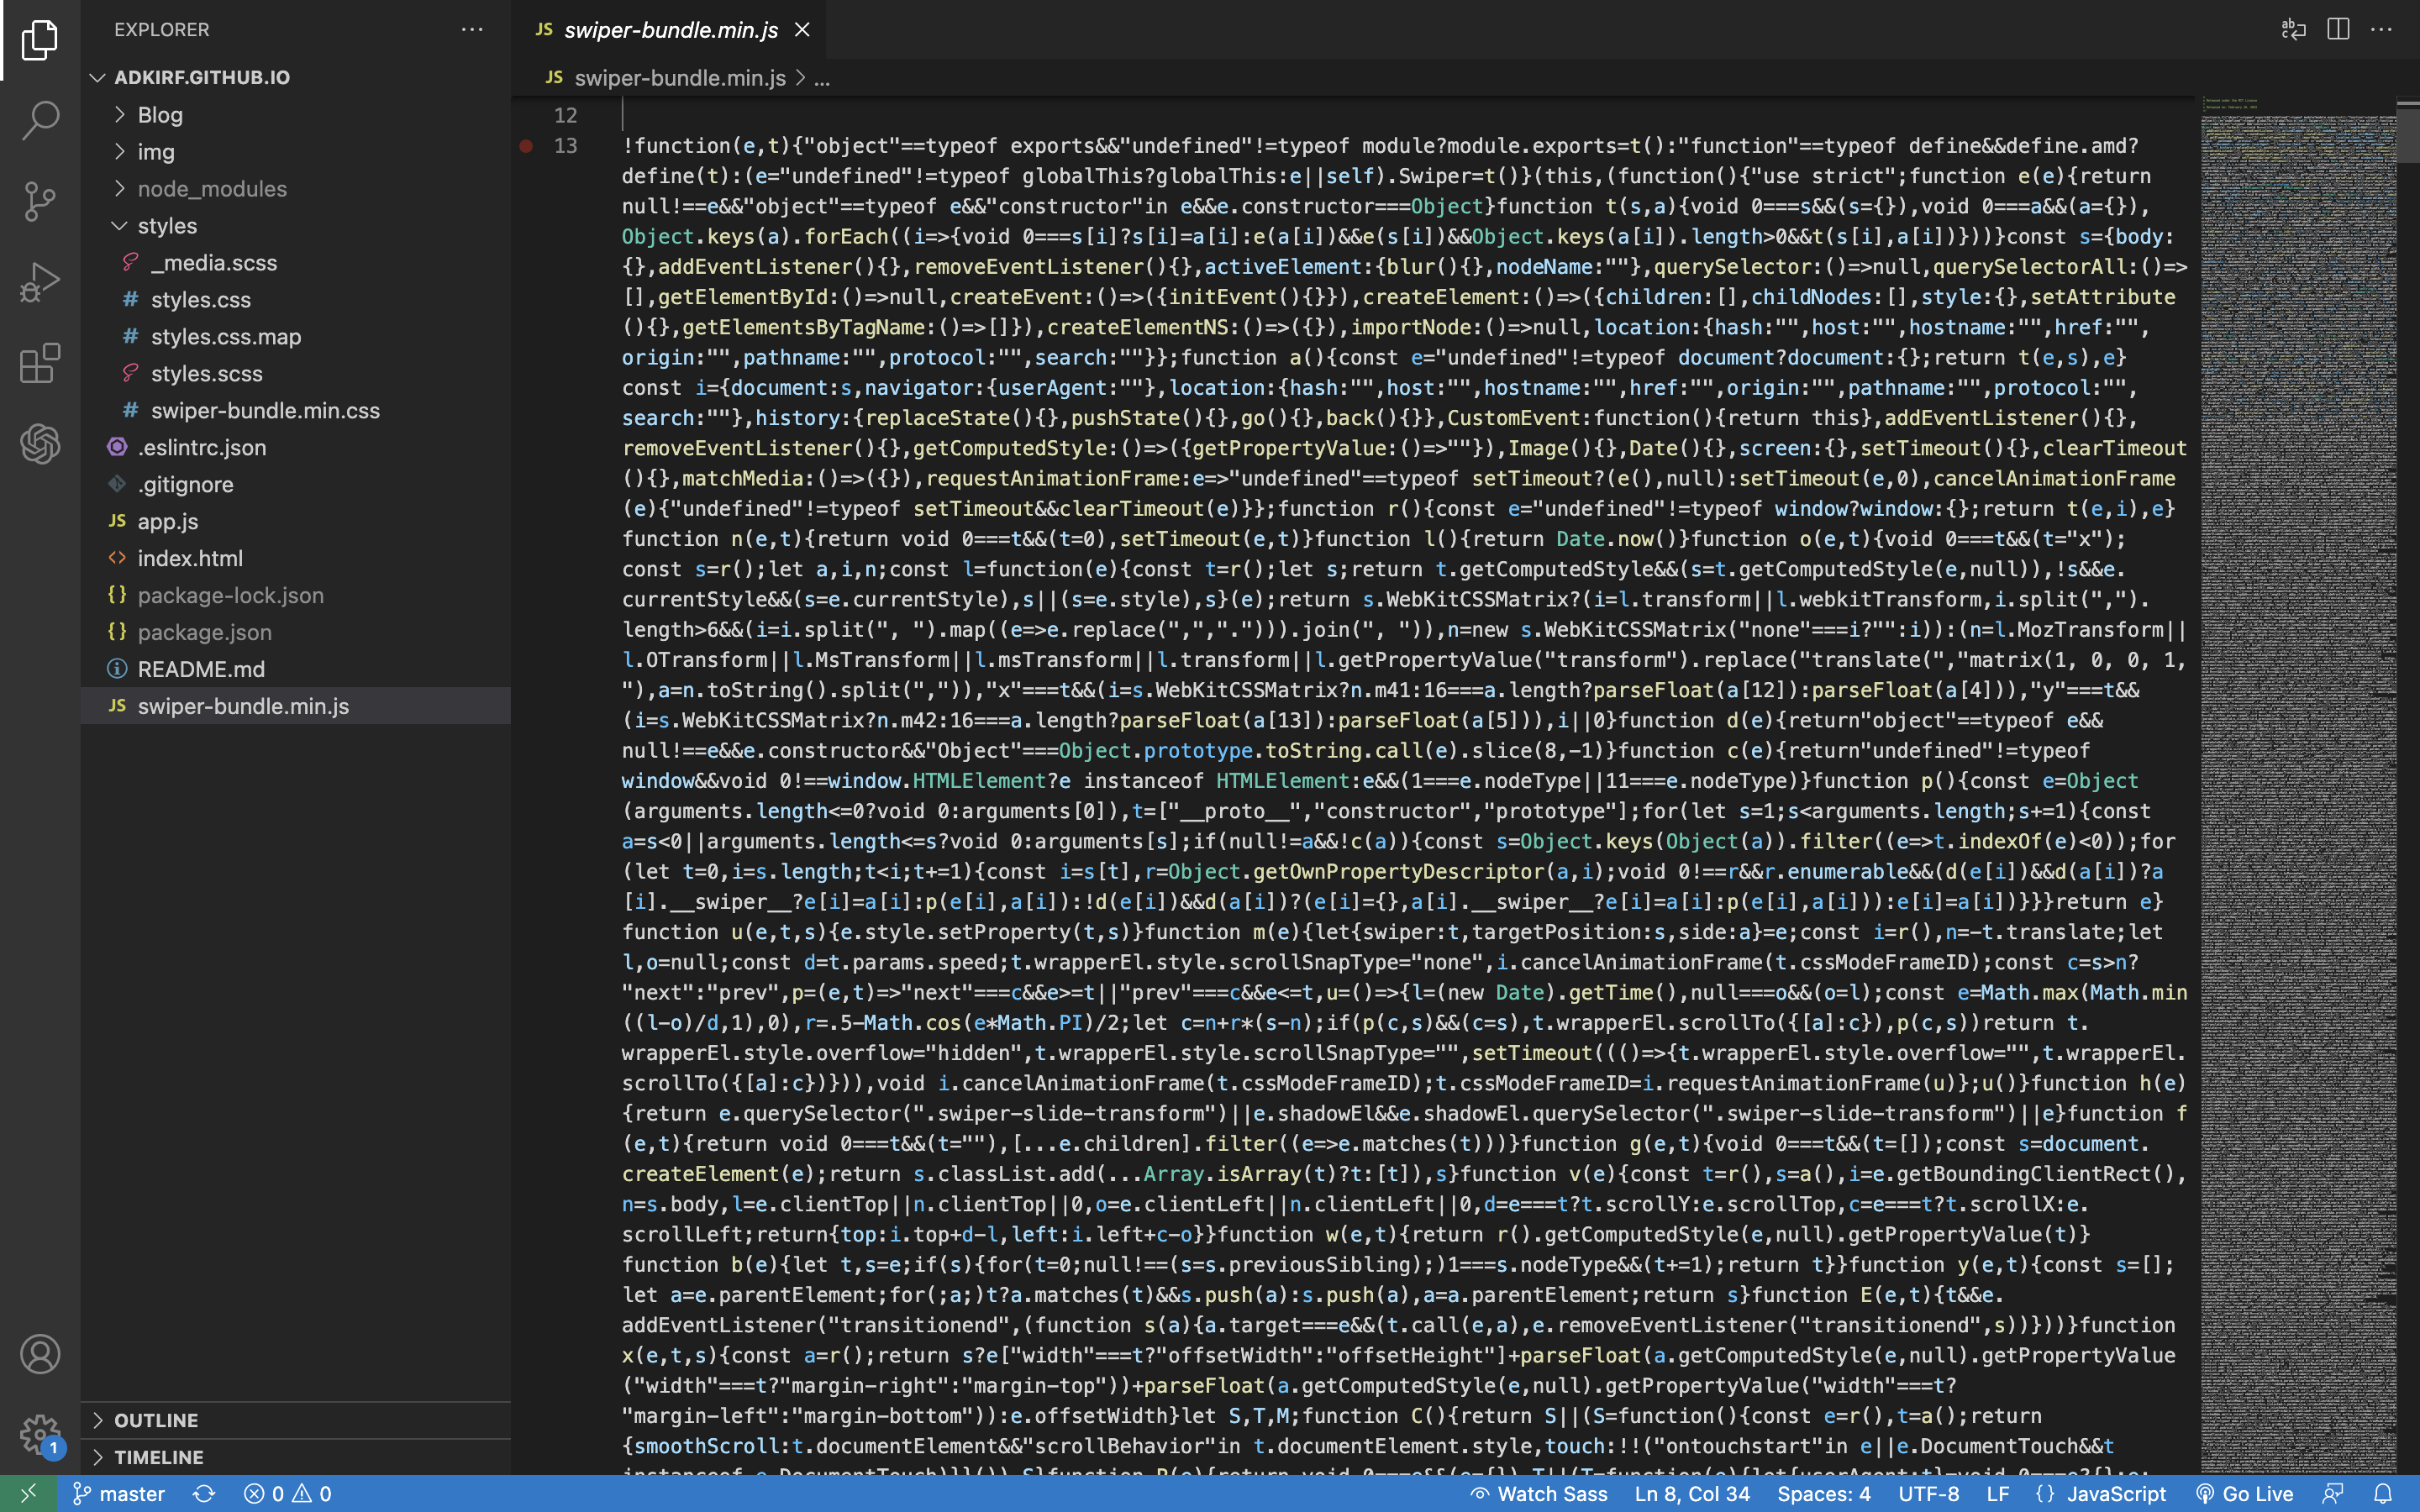 EXPLORER
ADKIRF.GITHUB.IO
Blog
img
node_modules
styles
_media.scss
styles.css
styles.css.map
styles.scss
swiper-bundle.min.css
.eslintrc.json
.gitignore
app.js
index.html
package-lock.json
package.json
README.md
swiper-bundle.min.js
OUTLINE
TIMELINE
JS swiper-bundle.min.js
JS swiper-bundle.min.js > ...
12
13 !function(e,t){"object"==typeof exports&&"undefined"!=typeof module?module.exports=t():"function"==typeof define&&define.amd?
define(t):(e="undefined"!=typeof globalThis?globalThis:e||self).Swiper=t()}(this,(function(){"use strict";function e(e){return
null!==e&&"object"==typeof e&&"constructor"in e&&e.constructor===Object}function t(s,a){void 0===s&&(s={}),void 0===a&&(a={}),
Object.keys(a).forEach((i=>{void 0===s[i]?s[i]=a[i]:e(a[i])&&e(s[i])&&Object.keys(a[i]).length>0&&t(s[i],a[i])}))}const s={body:
{},addEventListener(){},removeEventListener(){},activeElement:{blur(){},nodeName:""},querySelector:()=>null,querySelectorAll:()=>
[],getElementById:()=>null,createEvent:()=>({initEvent(){}}),createElement:()=>({children:[],childNodes:[],style:{},setAttribute
(){},getElementsByTagName:()=>[]}),createElementNS:()=>({}),importNode:()=>null,location:{hash:"",host:"",hostname:"",href:"",
origin:"",pathname:"",protocol:"",search:""}};function a(){const e="undefined"!=typeof document?document:{};return t(e,s),e}
const i={document:s,navigator:{userAgent:""},location:{hash:"",host:"",hostname:"",href:"",origin:"",pathname:"",protocol:"",
search:""},history:{replaceState(){},pushState(){},go(){},back(){}},CustomEvent:function(){return this},addEventListener(){},
removeEventListener(){},getComputedStyle:()=>({getPropertyValue:()=>""}),Image(){},Date(){},screen:{},setTimeout(){},clearTimeout
(){},matchMedia:()=>({}),requestAnimationFrame:e=>"undefined"==typeof setTimeout?(e(),null):setTimeout(e,0),cancelAnimationFrame
(e){"undefined"!=typeof setTimeout&&clearTimeout(e)}};function r(){const e="undefined"!=typeof window?window:{};return t(e,i),e}
function n(e,t){return void 0===t&&(t=0),setTimeout(e,t)}function l(){return Date.now()}function o(e,t){void 0===t&&(t="x");
const s=r();let a,i,n;const l=function(e){const t=r();let s;return t.getComputedStyle&&(s=t.getComputedStyle(e,null)),!s&&e.
currentStyle&&(s=e.currentStyle),s||(s=e.style),s}(e);return s.WebKitCSSMatrix?(i=l.transform||l.webkitTransform,i.split(",").
length>6&&(i=i.split(", ").map((e=>e.replace(",","."))).join(", ")),n=new s.WebKitCSSMatrix("none"===i?"":i)):(n=l.MozTransform||
l.OTransform||l.MsTransform||l.msTransform||l.transform||l.getPropertyValue("transform").replace("translate(","matrix(1, 0, 0, 1,
"),a=n.toString().split(",")),"x"===t&&(i=s.WebKitCSSMatrix?n.m41:16===a.length?parseFloat(a[12]):parseFloat(a[4])),"y"===t&&
(i=s.WebKitCSSMatrix?n.m42:16===a.length?parseFloat(a[13]):parseFloat(a[5])),i||0}function d(e){return"object"==typeof e&&
null!==e&&e.constructor&&"Object"===Object.prototype.toString.call(e).slice(8,-1)}function c(e){return"undefined"!=typeof
window&&void 0!==window.HTMLElement?e instanceof HTMLElement:e&&(1===e.nodeType||11===e.nodeType)}function p(){const e=Object
(arguments.length<=0?void 0:arguments[0]),t=["__proto__","constructor","prototype"];for(let s=1;s<arguments.length;s+=1){const
a=s<0||arguments.length<=s?void 0:arguments[s];if(null!=a&&!c(a)){const s=Object.keys(Object(a)).filter((e=>t.indexOf(e)<0));for
(let t=0,i=s.length;t<i;t+=1){const i=s[t],r=Object.getOwnPropertyDescriptor(a,i);void 0!==r&&r.enumerable&&(d(e[i])&&d(a[i])?a
[i].__swiper__?e[i]=a[i]:p(e[i],a[i]):!d(e[i])&&d(a[i])?(e[i]={},a[i].__swiper__?e[i]=a[i]:p(e[i],a[i])):e[i]=a[i])}}}return e}
function u(e,t,s){e.style.setProperty(t,s)}function m(e){let{swiper:t,targetPosition:s,side:a}=e;const i=r(),n=-t.translate;let
l,o=null;const d=t.params.speed;t.wrapperEl.style.scrollSnapType="none",i.cancelAnimationFrame(t.cssModeFrameID);const c=s>n?
"next":"prev",p=(e,t)=>"next"===c&&e>=t||"prev"===c&&e<=t,u=()=>{l=(new Date).getTime(),null===o&&(o=l);const e=Math.max(Math.min
((l-o)/d,1),0),r=.5-Math.cos(e*Math.PI)/2;let c=n+r*(s-n);if(p(c,s)&&(c=s),t.wrapperEl.scrollTo({[a]:c}),p(c,s))return t.
wrapperEl.style.overflow="hidden",t.wrapperEl.style.scrollSnapType="",setTimeout((()=>{t.wrapperEl.style.overflow="",t.wrapperEl.
scrollTo({[a]:c})})),void i.cancelAnimationFrame(t.cssModeFrameID);t.cssModeFrameID=i.requestAnimationFrame(u)};u()}function h(e)
{return e.querySelector(".swiper-slide-transform")||e.shadowEl&&e.shadowEl.querySelector(".swiper-slide-transform")||e}function f
(e,t){return void 0===t&&(t=""),[...e.children].filter((e=>e.matches(t)))}function g(e,t){void 0===t&&(t=[]);const s=document.
createElement(e);return s.classList.add(...Array.isArray(t)?t:[t]),s}function v(e){const t=r(),s=a(),i=e.getBoundingClientRect(),
n=s.body,l=e.clientTop||n.clientTop||0,o=e.clientLeft||n.clientLeft||0,d=e===t?t.scrollY:e.scrollTop,c=e===t?t.scrollX:e.
scrollLeft;return{top:i.top+d-l,left:i.left+c-o}}function w(e,t){return r().getComputedStyle(e,null).getPropertyValue(t)}
function b(e){let t,s=e;if(s){for(t=0;null!==(s=s.previousSibling);)1===s.nodeType&&(t+=1);return t}}function y(e,t){const s=[];
let a=e.parentElement;for(;a;)t?a.matches(t)&&s.push(a):s.push(a),a=a.parentElement;return s}function E(e,t){t&&e.
addEventListener("transitionend",(function s(a){a.target===e&&(t.call(e,a),e.removeEventListener("transitionend",s))}))}function
x(e,t,s){const a=r();return s?e["width"===t?"offsetWidth":"offsetHeight"]+parseFloat(a.getComputedStyle(e,null).getPropertyValue
("width"===t?"margin-right":"margin-top"))+parseFloat(a.getComputedStyle(e,null).getPropertyValue("width"===t?
"margin-left":"margin-bottom")):e.offsetWidth}let S,T,M;function C(){return S||(S=function(){const e=r(),t=a();return
{smoothScroll:t.documentElement&&"scrollBehavior"in t.documentElement.style,touch:!!("ontouchstart"in e||e.DocumentTouch&&t
1
master 0 0 Watch Sass Ln 8, Col 34 Spaces: 4 UTF-8 LF {} JavaScript Go Live